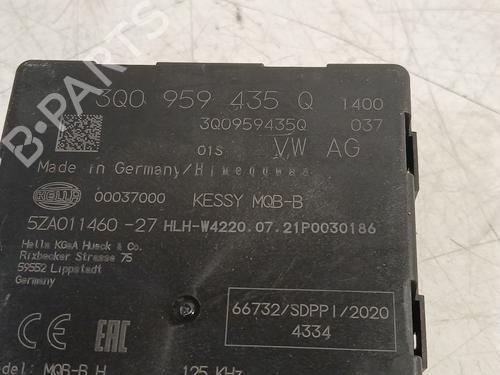 3Q0 959 435 Q 1400
3Q0959435Q 037
01S VW AG
Made in Germany/
HELLA 00037000 KESSY MQB-B
5ZA011460-27 HLH-W4220.07.21P0030186
Hella KGaA Hueck & Co.
Rixbecker Strasse 75
59552 Lippstadt
Germany
66732/SDPPI/2020
4334
CE EAC
Model: MQB-B H 125 KHz
B-PARTS